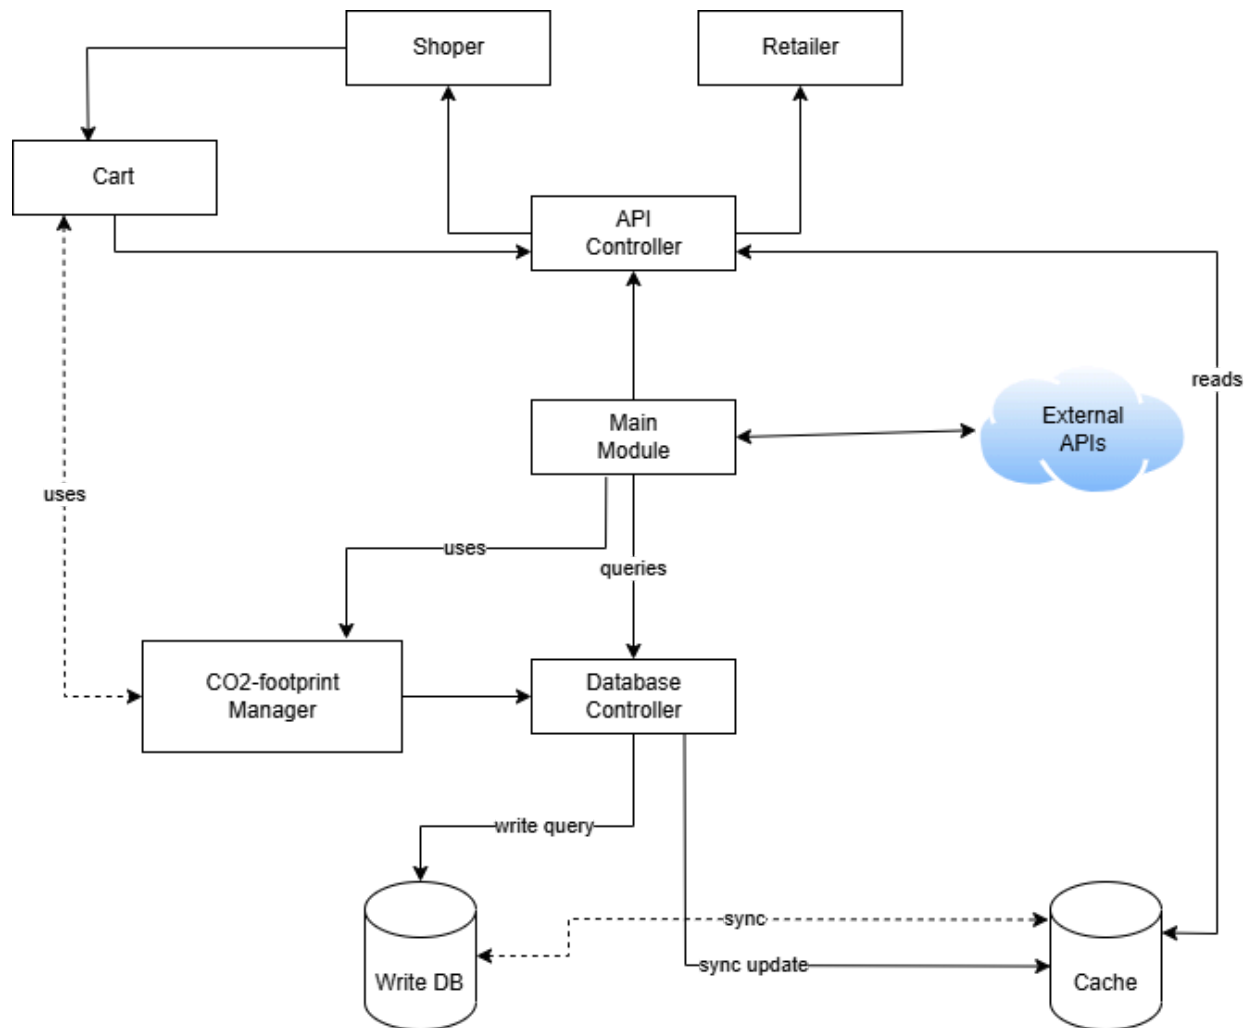 Shoper
Retailer
Cart
API
Controller
reads
Main
Module
External
APIs
uses
uses
queries
CO2-footprint
Manager
Database
Controller
write query
sync
sync update
Write DB
Cache